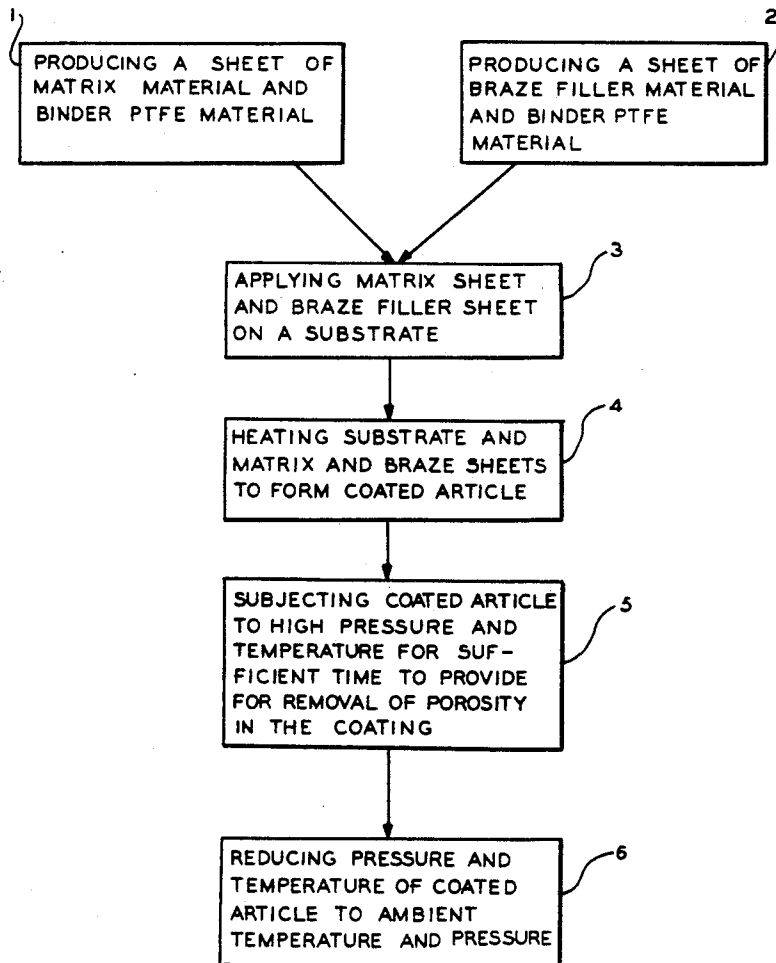 1
PRODUCING A SHEET OF
MATRIX MATERIAL AND
BINDER PTFE MATERIAL
2
PRODUCING A SHEET OF
BRAZE FILLER MATERIAL
AND BINDER PTFE
MATERIAL
3
APPLYING MATRIX SHEET
AND BRAZE FILLER SHEET
ON A SUBSTRATE
4
HEATING SUBSTRATE AND
MATRIX AND BRAZE SHEETS
TO FORM COATED ARTICLE
5
SUBJECTING COATED ARTICLE
TO HIGH PRESSURE AND
TEMPERATURE FOR SUF-
FICIENT TIME TO PROVIDE
FOR REMOVAL OF POROSITY
IN THE COATING
6
REDUCING PRESSURE AND
TEMPERATURE OF COATED
ARTICLE TO AMBIENT
TEMPERATURE AND PRESSURE